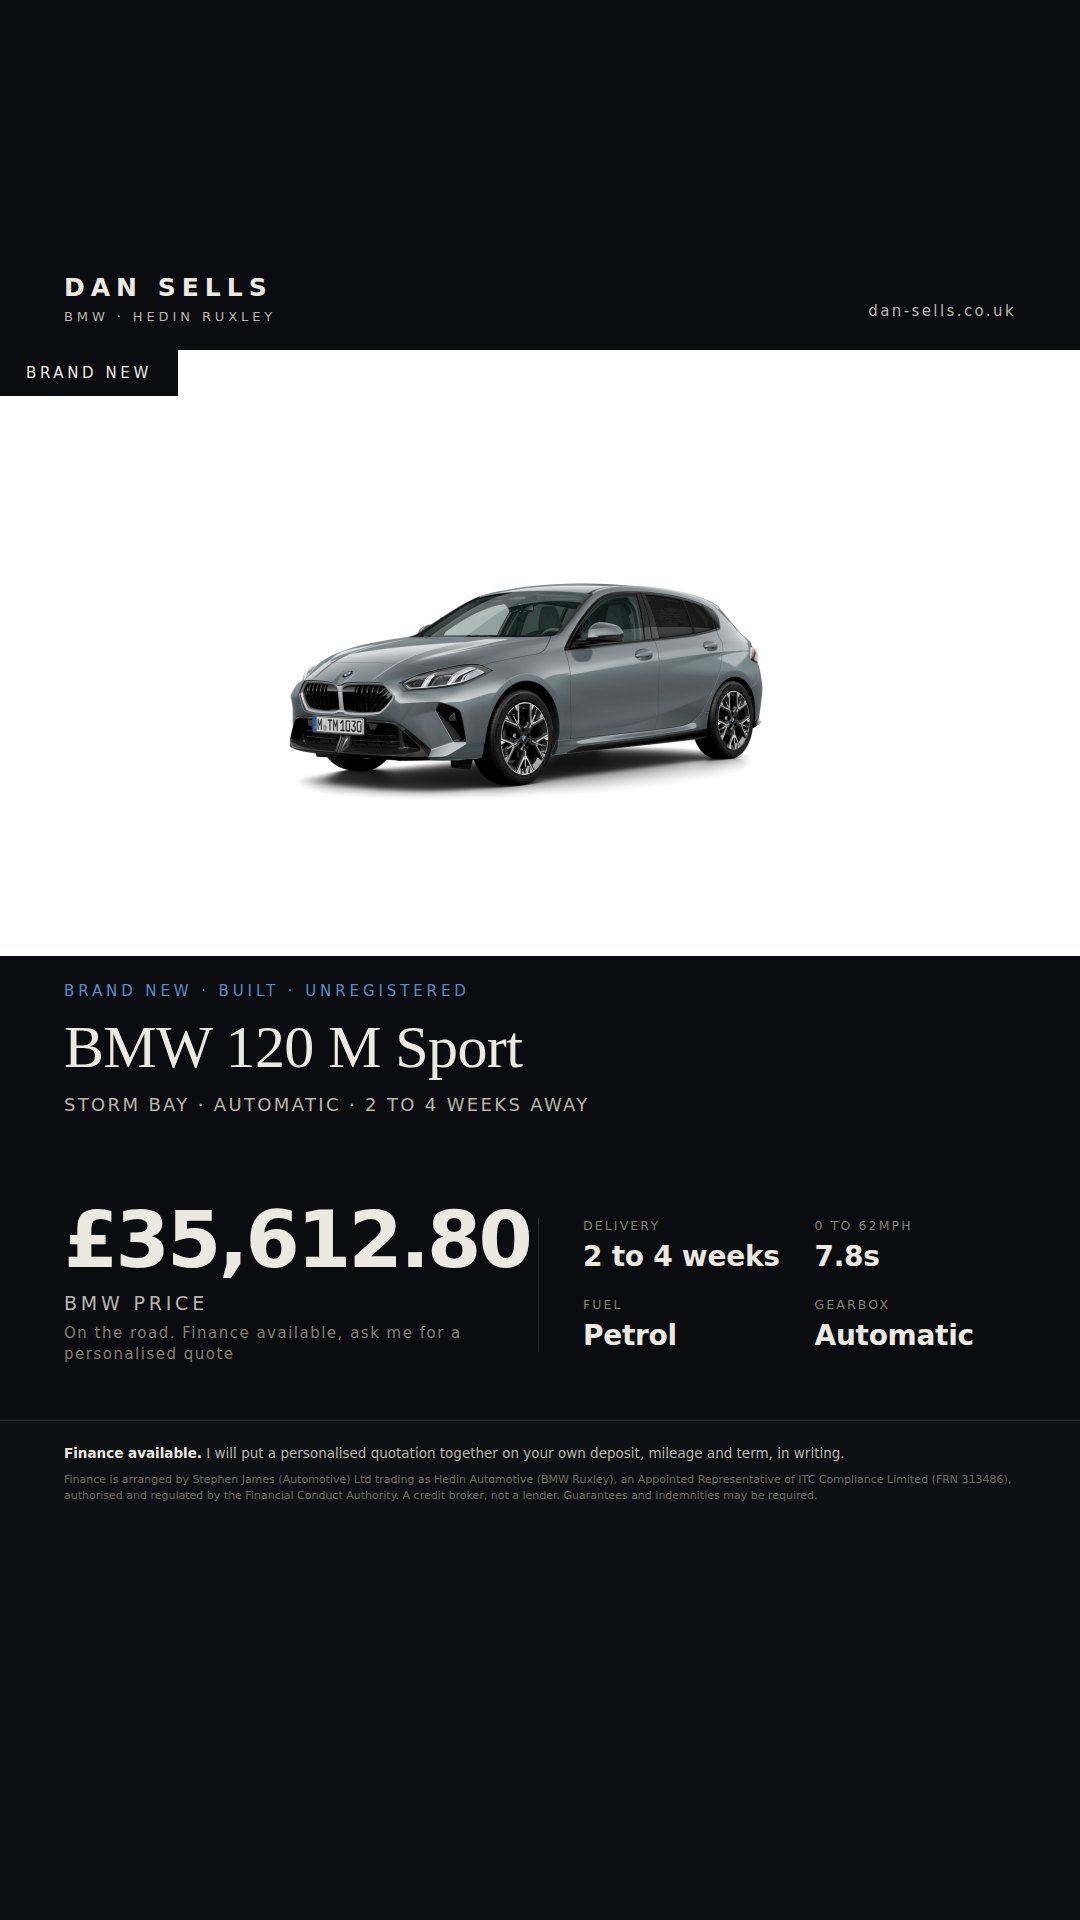 DAN SELLS
BMW · HEDIN RUXLEY
dan-sells.co.uk
BRAND NEW
M TM 1030
BRAND NEW · BUILT · UNREGISTERED
BMW 120 M Sport
STORM BAY · AUTOMATIC · 2 TO 4 WEEKS AWAY
£35,612.80
BMW PRICE
On the road. Finance available, ask me for a
personalised quote
DELIVERY
2 to 4 weeks
0 TO 62MPH
7.8s
FUEL
Petrol
GEARBOX
Automatic
Finance available. I will put a personalised quotation together on your own deposit, mileage and term, in writing.
Finance is arranged by Stephen James (Automotive) Ltd trading as Hedin Automotive (BMW Ruxley), an Appointed Representative of ITC Compliance Limited (FRN 313486),
authorised and regulated by the Financial Conduct Authority. A credit broker, not a lender. Guarantees and indemnities may be required.